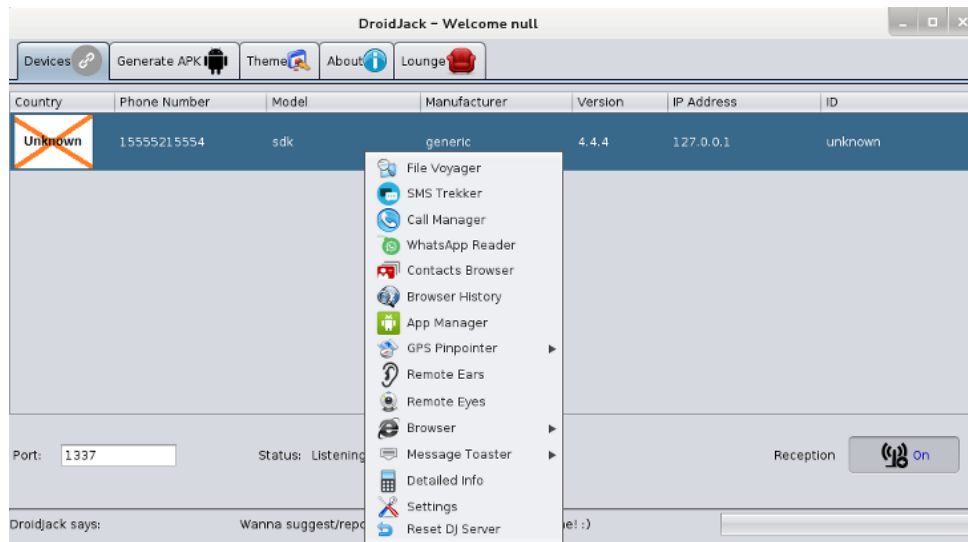 DroidJack - Welcome null
Devices Generate APK Theme About Lounge
Country Phone Number Model Manufacturer Version IP Address ID
Unknown 15555215554 sdk generic 4.4.4 127.0.0.1 unknown
File Voyager
SMS Trekker
Call Manager
WhatsApp Reader
Contacts Browser
Browser History
App Manager
GPS Pinpointer
Remote Ears
Remote Eyes
Browser
Port: 1337 Status: Listening Message Toaster Reception On
Detailed Info
Settings
DroidJack says: Wanna suggest/repo Reset DJ Server e! :)